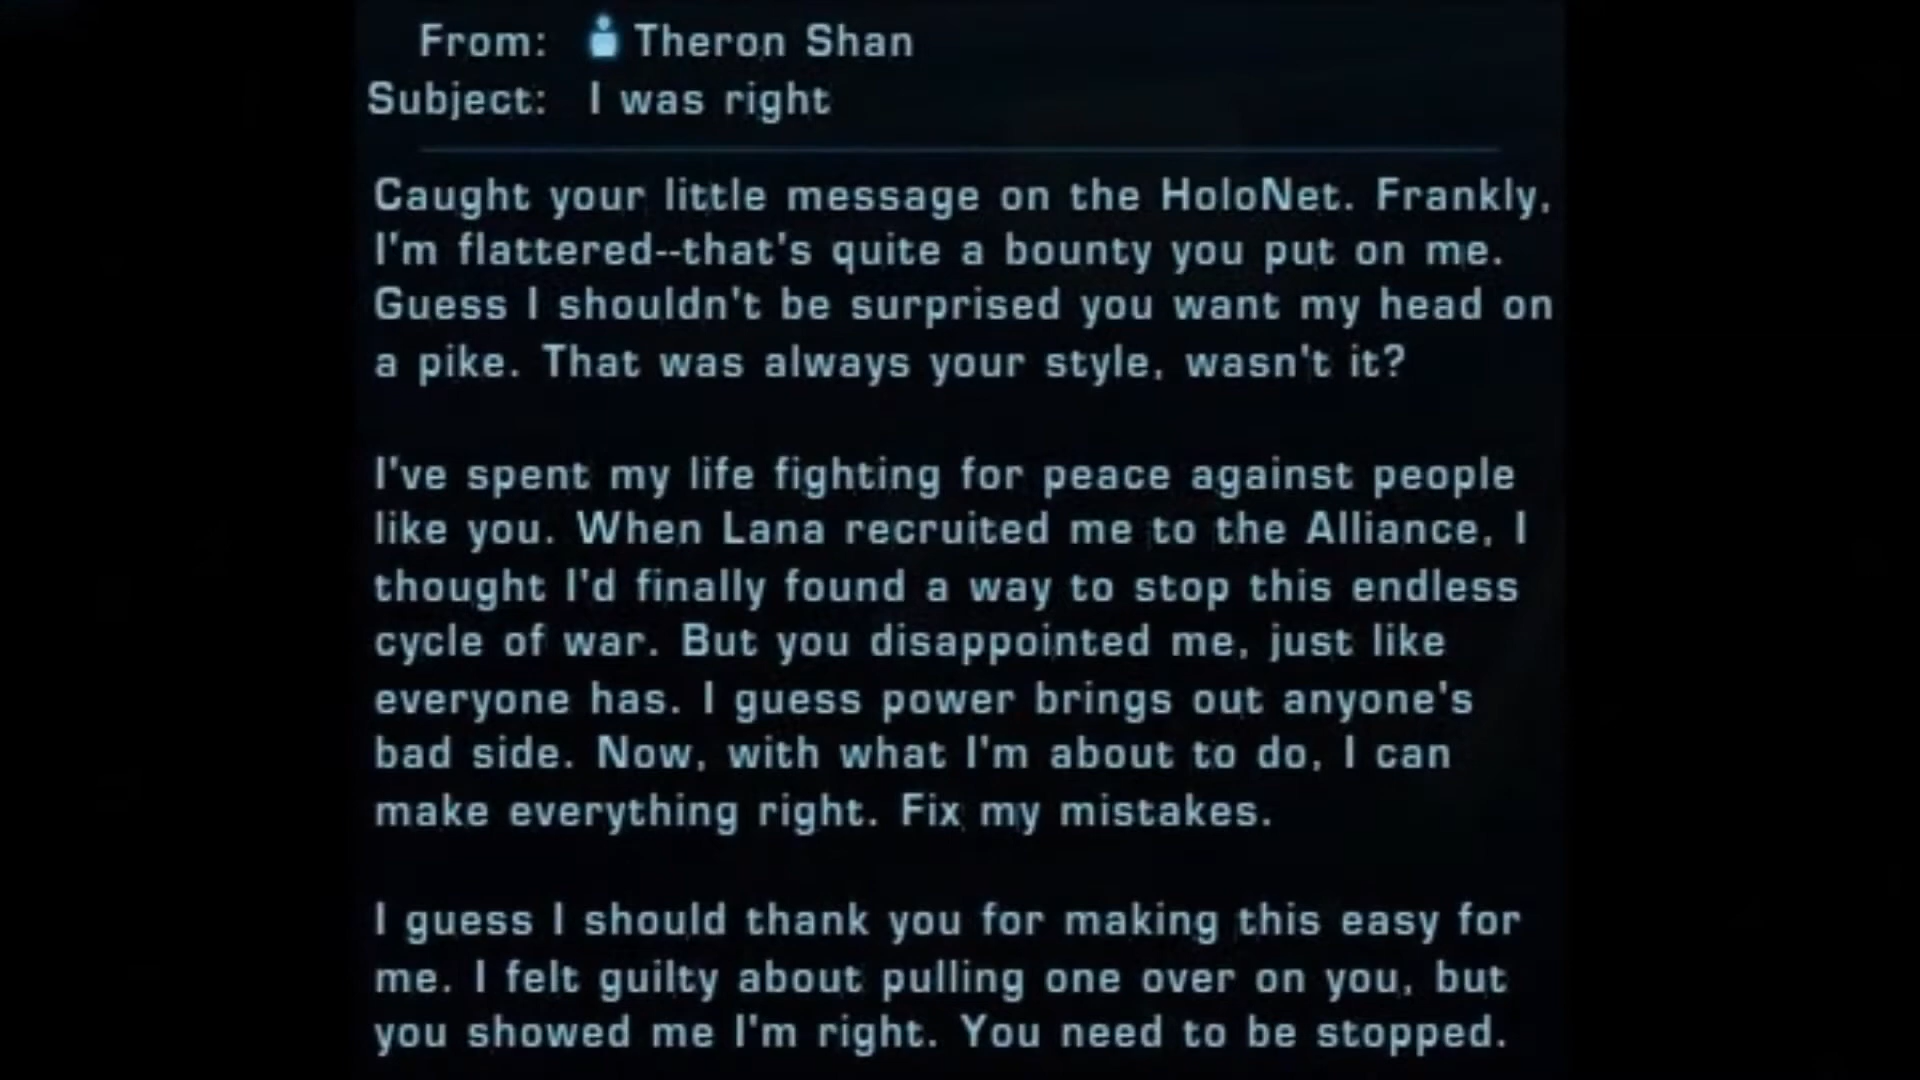 From: Theron Shan
Subject: I was right
Caught your little message on the HoloNet. Frankly,
I'm flattered--that's quite a bounty you put on me.
Guess I shouldn't be surprised you want my head on
a pike. That was always your style, wasn't it?
I've spent my life fighting for peace against people
like you. When Lana recruited me to the Alliance, I
thought I'd finally found a way to stop this endless
cycle of war. But you disappointed me, just like
everyone has. I guess power brings out anyone's
bad side. Now, with what I'm about to do, I can
make everything right. Fix my mistakes.
I guess I should thank you for making this easy for
me. I felt guilty about pulling one over on you, but
you showed me I'm right. You need to be stopped.